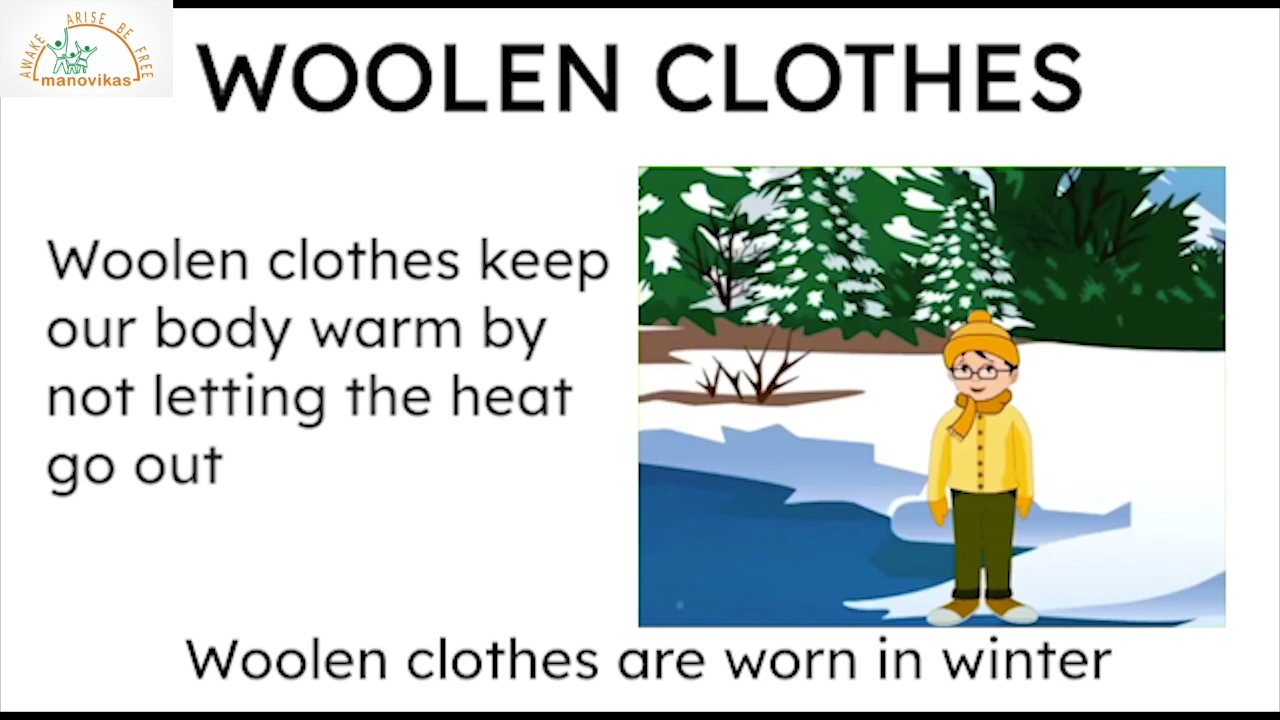 AWAKE ARISE BE FREE
manovikas
WOOLEN CLOTHES
Woolen clothes keep
our body warm by
not letting the heat
go out
Woolen clothes are worn in winter